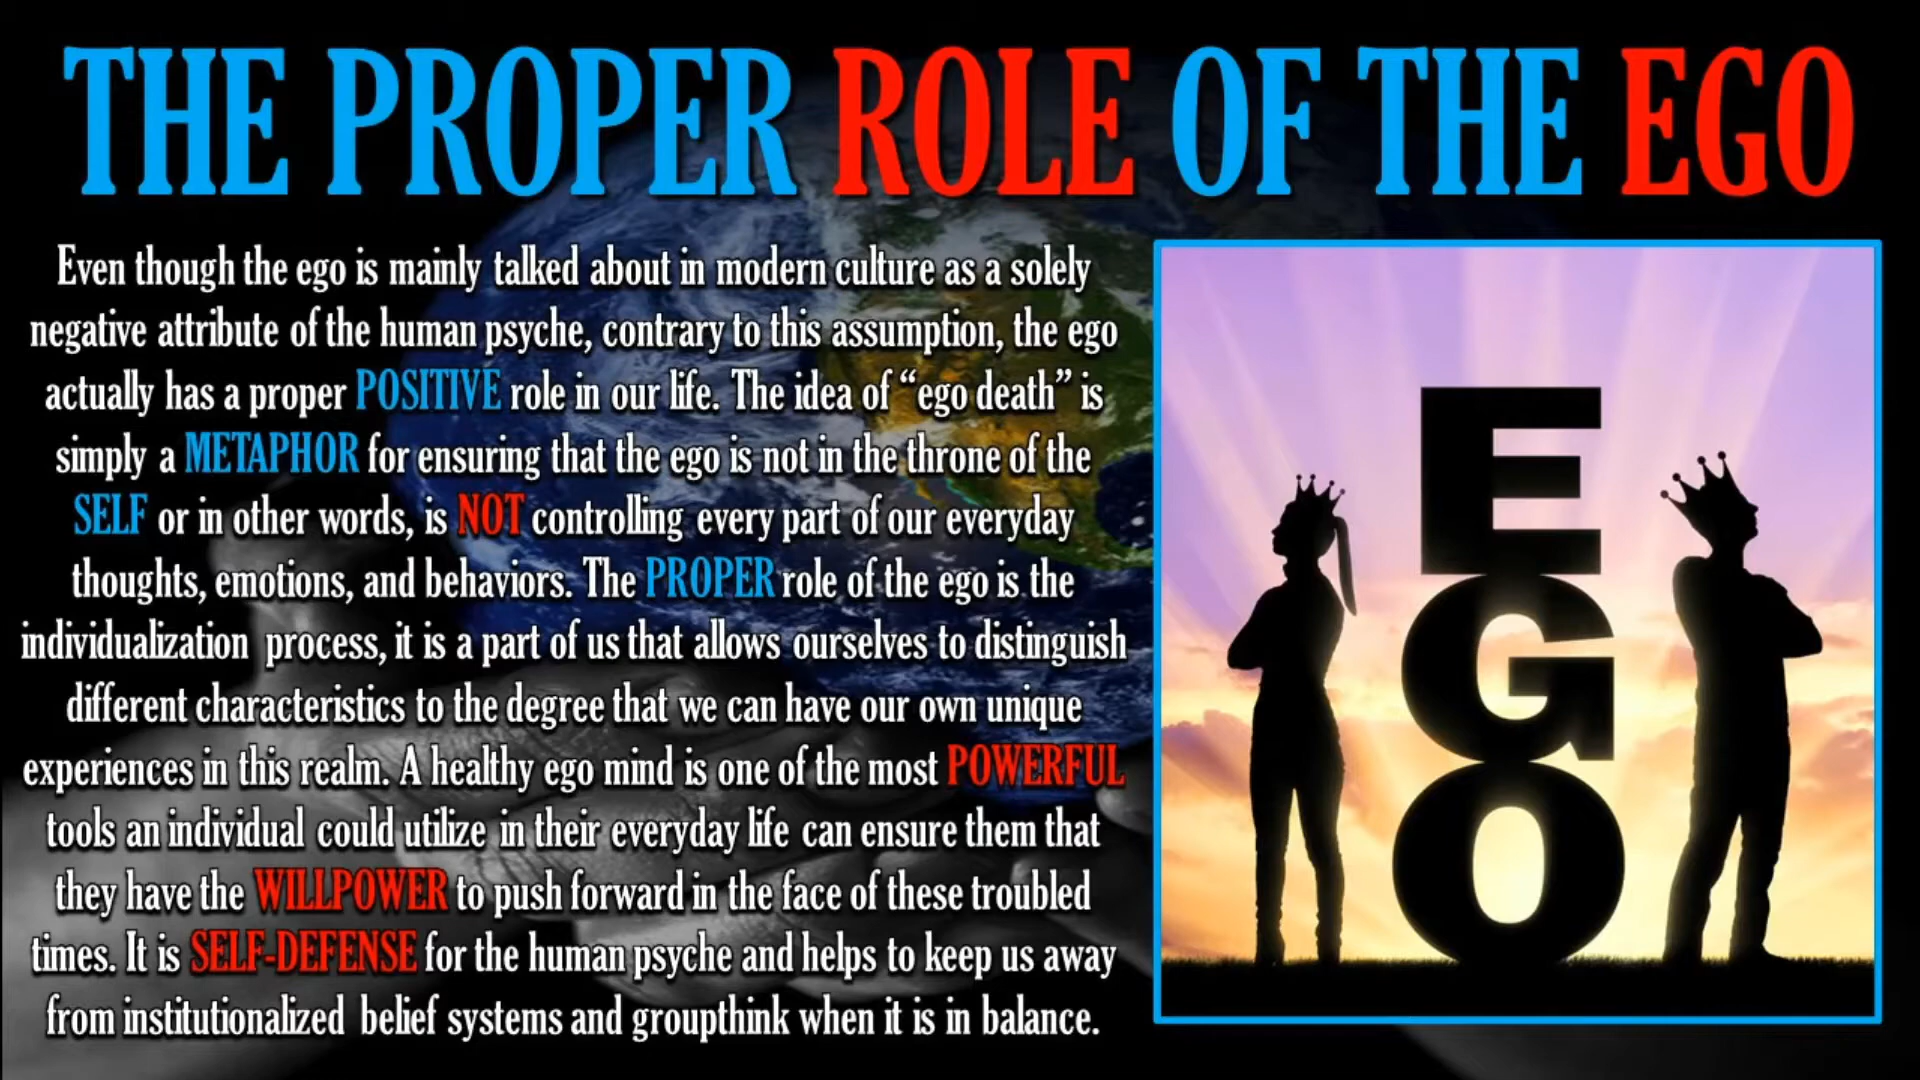 THE PROPER ROLE OF THE EGO
Even though the ego is mainly talked about in modern culture as a solely
negative attribute of the human psyche, contrary to this assumption, the ego
actually has a proper POSITIVE role in our life. The idea of “ego death” is
simply a METAPHOR for ensuring that the ego is not in the throne of the
SELF or in other words, is NOT controlling every part of our everyday
thoughts, emotions, and behaviors. The PROPER role of the ego is the
individualization process, it is a part of us that allows ourselves to distinguish
different characteristics to the degree that we can have our own unique
experiences in this realm. A healthy ego mind is one of the most POWERFUL
tools an individual could utilize in their everyday life can ensure them that
they have the WILLPOWER to push forward in the face of these troubled
times. It is SELF-DEFENSE for the human psyche and helps to keep us away
from institutionalized belief systems and groupthink when it is in balance.
E
G
O